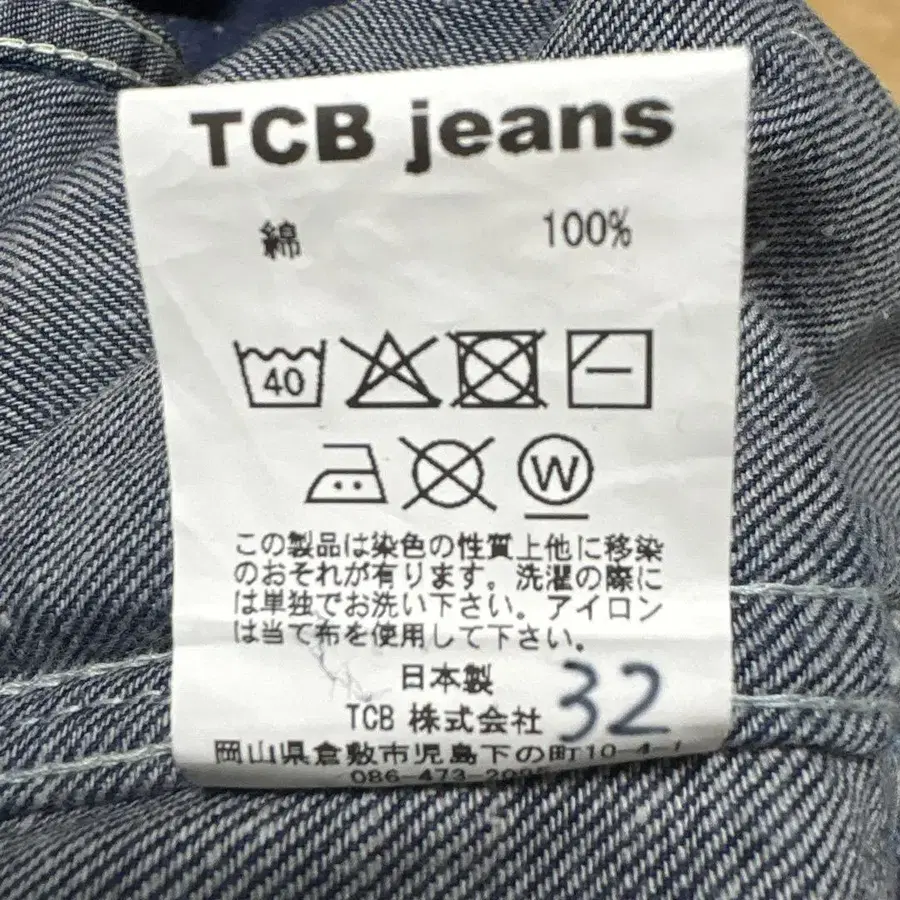 TCB jeans
綿 100%
40
W
この製品は染色の性質上他に移染
のおそれが有ります。洗濯の際に
は単独でお洗い下さい。アイロン
は当て布を使用して下さい。
日本製
TCB 株式会社 32
岡山県倉敷市児島下の町10-4-1
086-473-